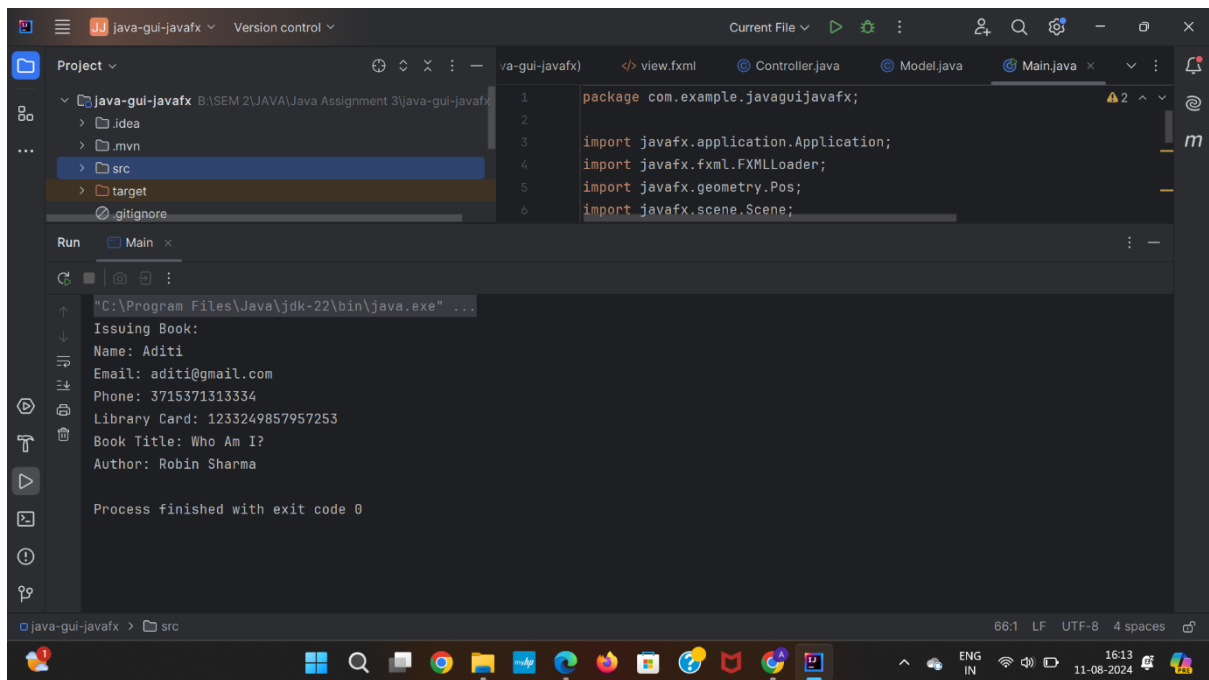 JJ java-gui-javafx Version control Current File
Project
va-gui-javafx) view.fxml Controller.java Model.java Main.java
java-gui-javafx B:\SEM 2\JAVA\Java Assignment 3\java-gui-javafx
.idea
.mvn
src
target
.gitignore
1 package com.example.javaguijavafx; 2
2
3 import javafx.application.Application;
4 import javafx.fxml.FXMLLoader;
5 import javafx.geometry.Pos;
6 import javafx.scene.Scene;
m
Run Main
"C:\Program Files\Java\jdk-22\bin\java.exe" ...
Issuing Book:
Name: Aditi
Email: aditi@gmail.com
Phone: 3715371313334
Library Card: 1233249857957253
Book Title: Who Am I?
Author: Robin Sharma
Process finished with exit code 0
java-gui-javafx > src 66:1 LF UTF-8 4 spaces
1 myhp ENG IN 16:13 11-08-2024 PRE